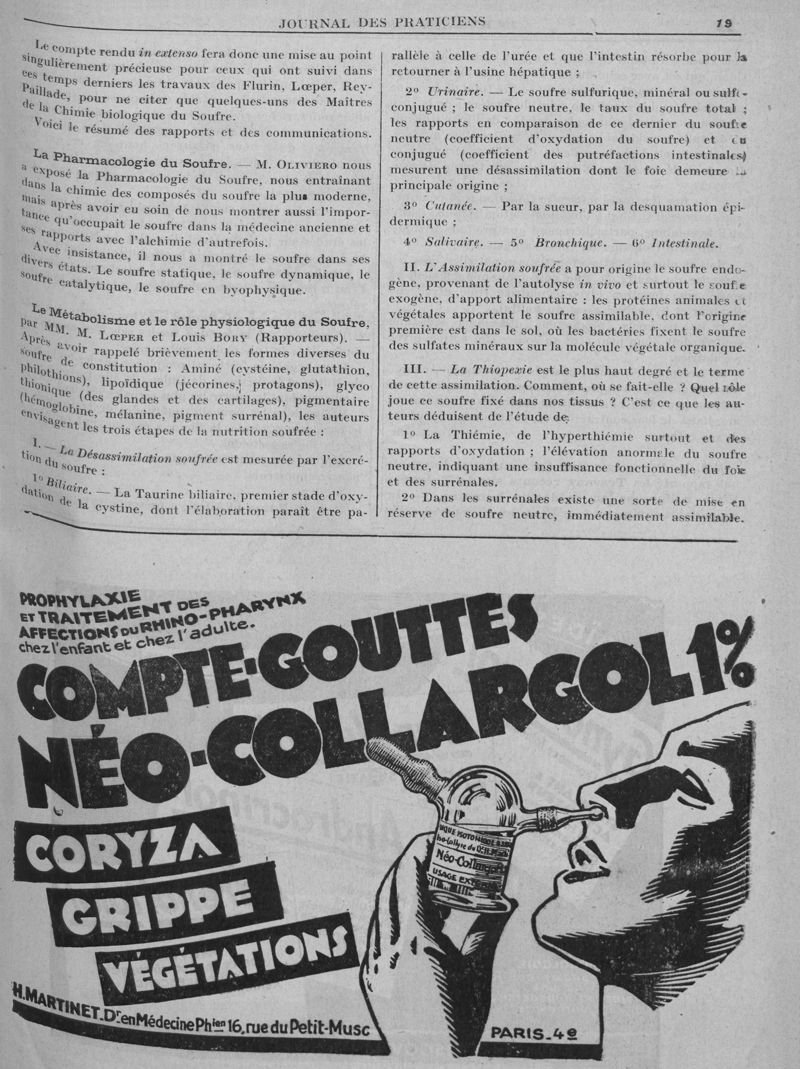 JOURNAL DES PRATICIENS 19
Le compte rendu in extenso fera donc une mise au point
singulièrement précieuse pour ceux qui ont suivi dans
ces temps derniers les travaux des Flurin, Lœper, Rey-
Paillade, pour ne citer que quelques-uns des Maîtres
de la Chimie biologique du Soufre.
Voici le résumé des rapports et des communications.
La Pharmacologie du Soufre. — M. OLIVIERO nous
a exposé la Pharmacologie du Soufre, nous entraînant
dans la chimie des composés du soufre la plus moderne,
mais après avoir eu soin de nous montrer aussi l'impor-
tance qu'occupait le soufre dans la médecine ancienne et
ses rapports avec l'alchimie d'autrefois.
Avec insistance, il nous a montré le soufre dans ses
divers états. Le soufre statique, le soufre dynamique, le
soufre catalytique, le soufre en byophysique.
Le Métabolisme et le rôle physiologique du Soufre,
par MM. M. LŒPER et Louis BORY (Rapporteurs). —
Après avoir rappelé brièvement les formes diverses du
soufre de constitution : Aminé (cystéine, glutathion,
philothions), lipoïdique (jécorines, protagons), glyco
thionique (des glandes et des cartilages), pigmentaire
(hémoglobine, mélanine, pigment surrénal), les auteurs
envisagent les trois étapes de la nutrition soufrée :
I. — La Désassimilation soufrée est mesurée par l'excré-
tion du soufre :
1° Biliaire. — La Taurine biliaire, premier stade d'oxy-
dation de la cystine, dont l'élaboration paraît être pa-
rallèle à celle de l'urée et que l'intestin résorbe pour la
retourner à l'usine hépatique ;
2° Urinaire. — Le soufre sulfurique, minéral ou sulfo-
conjugué ; le soufre neutre, le taux du soufre total ;
les rapports en comparaison de ce dernier du soufre
neutre (coefficient d'oxydation du soufre) et du
conjugué (coefficient des putréfactions intestinales)
mesurent une désassimilation dont le foie demeure la
principale origine ;
3° Cutanée. — Par la sueur, par la desquamation épi-
dermique ;
4° Salivaire. — 5° Bronchique. — 6° Intestinale.
II. L'Assimilation soufrée a pour origine le soufre endo-
gène, provenant de l'autolyse in vivo et surtout le soufre
exogène, d'apport alimentaire : les protéines animales et
végétales apportent le soufre assimilable, dont l'origine
première est dans le sol, où les bactéries fixent le soufre
des sulfates minéraux sur la molécule végétale organique.
III. — La Thiopexie est le plus haut degré et le terme
de cette assimilation. Comment, où se fait-elle ? Quel rôle
joue ce soufre fixé dans nos tissus ? C'est ce que les au-
teurs déduisent de l'étude de:
1° La Thiémie, de l'hyperthiémie surtout et des
rapports d'oxydation ; l'élévation anormale du soufre
neutre, indiquant une insuffisance fonctionnelle du foie
et des surrénales.
2° Dans les surrénales existe une sorte de mise en
réserve de soufre neutre, immédiatement assimilable.
PROPHYLAXIE
ET TRAITEMENT DES
AFFECTIONS DU RHINO-PHARYNX
chez l'enfant et chez l'adulte.
COMPTE-GOUTTES
NÉO-COLLARGOL 1%
CORYZA
GRIPPE
VÉGÉTATIONS
Néo-Collargol
USAGE EXTERNE
H. MARTINET. Dr en Médecine Phien 16, rue du Petit-Musc
PARIS_4e